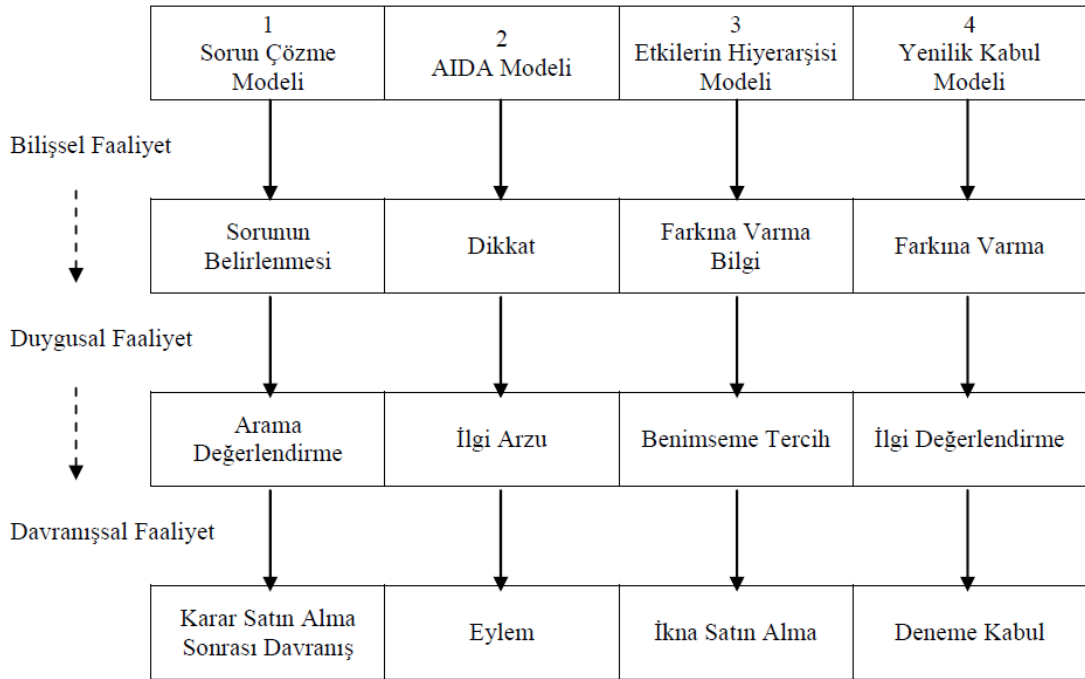 1
Sorun Çözme
Modeli
2
AIDA Modeli
3
Etkilerin Hiyerarşisi
Modeli
4
Yenilik Kabul
Modeli
Bilişsel Faaliyet
Sorunun
Belirlenmesi
Dikkat
Farkına Varma
Bilgi
Farkına Varma
Duygusal Faaliyet
Arama
Değerlendirme
İlgi Arzu
Benimseme Tercih
İlgi Değerlendirme
Davranışsal Faaliyet
Karar Satın Alma
Sonrası Davranış
Eylem
İkna Satın Alma
Deneme Kabul